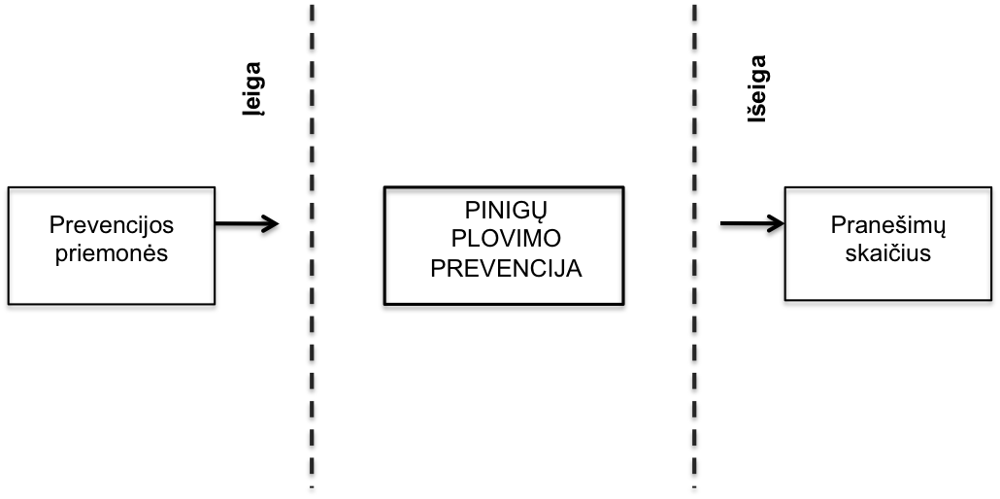 Įeiga
Išeiga
Prevencijos
priemonės
PINIGŲ
PLOVIMO
PREVENCIJA
Pranešimų
skaičius